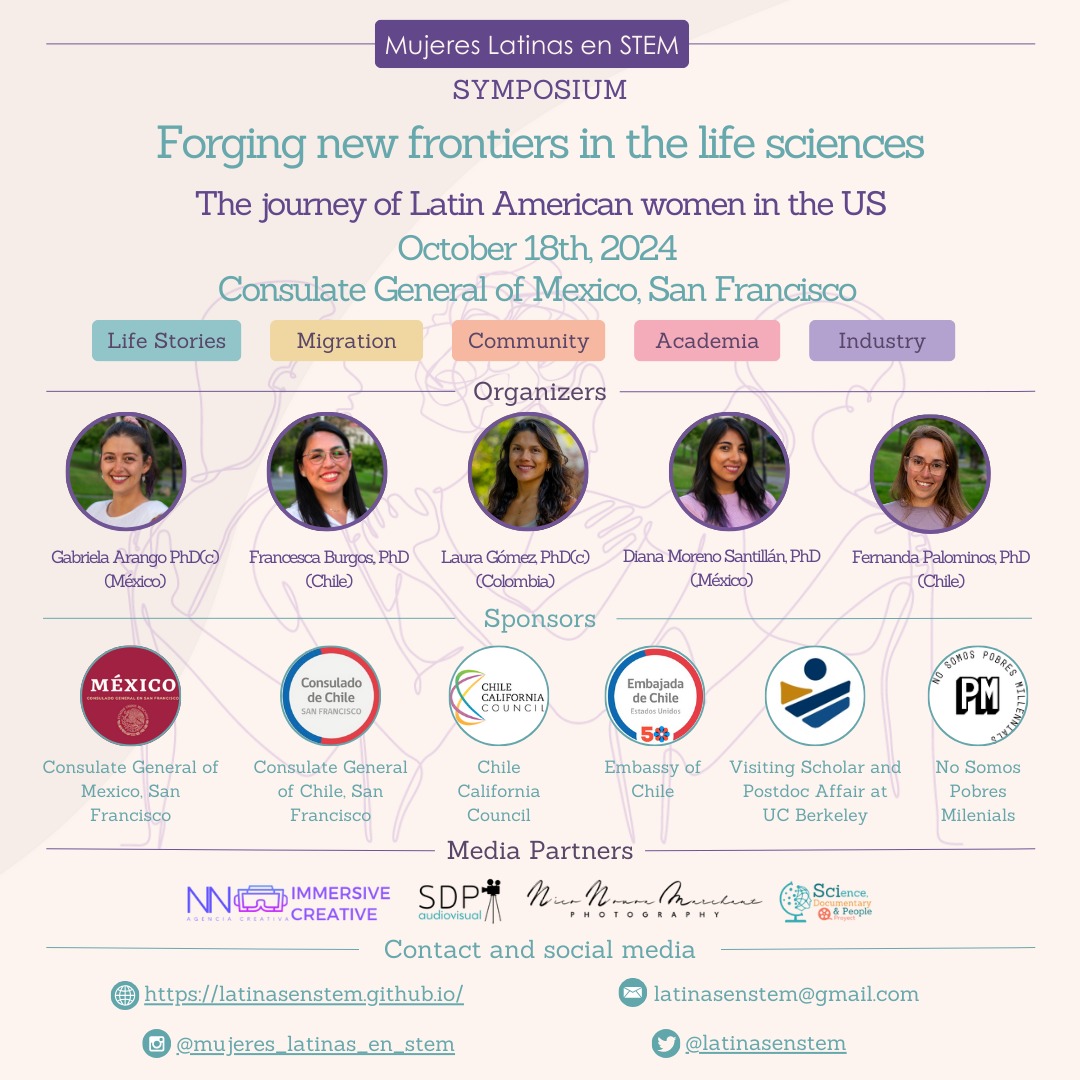 Mujeres Latinas en STEM
SYMPOSIUM
Forging new frontiers in the life sciences
The journey of Latin American women in the US
October 18th, 2024
Consulate General of Mexico, San Francisco
Life Stories
Migration
Community
Academia
Industry
Organizers
Gabriela Arango PhD(c)
(México)
Francesca Burgos, PhD
(Chile)
Laura Gómez, PhD(c)
(Colombia)
Diana Moreno Santillán, PhD
(México)
Fernanda Palominos, PhD
(Chile)
Sponsors
MÉXICO
CONSULADO GENERAL EN SAN FRANCISCO
Consulado
de Chile
SAN FRANCISCO
CHILE
CALIFORNIA
COUNCIL
Embajada
de Chile
Estados Unidos
50
NO SOMOS POBRES MILLENNIALS
PM
Consulate General of
Mexico, San
Francisco
Consulate General
of Chile, San
Francisco
Chile
California
Council
Embassy of
Chile
Visiting Scholar and
Postdoc Affair at
UC Berkeley
No Somos
Pobres
Milenials
Media Partners
NN
AGENCIA CREATIVA
IMMERSIVE
CREATIVE
SDP
audiovisual
Nico Novoa Marchant
PHOTOGRAPHY
Science,
Documentary
& People
Proyect
Contact and social media
https://latinasenstem.github.io/
latinasenstem@gmail.com
@mujeres_latinas_en_stem
@latinasenstem